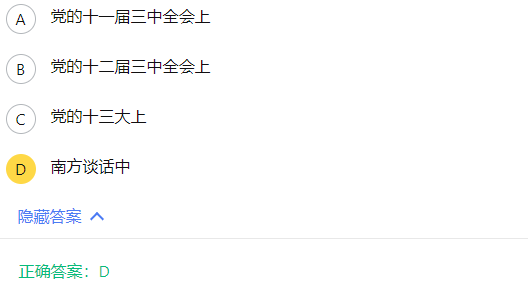 A 党的十一届三中全会上
B 党的十二届三中全会上
C 党的十三大上
D 南方谈话中
隐藏答案
正确答案：D